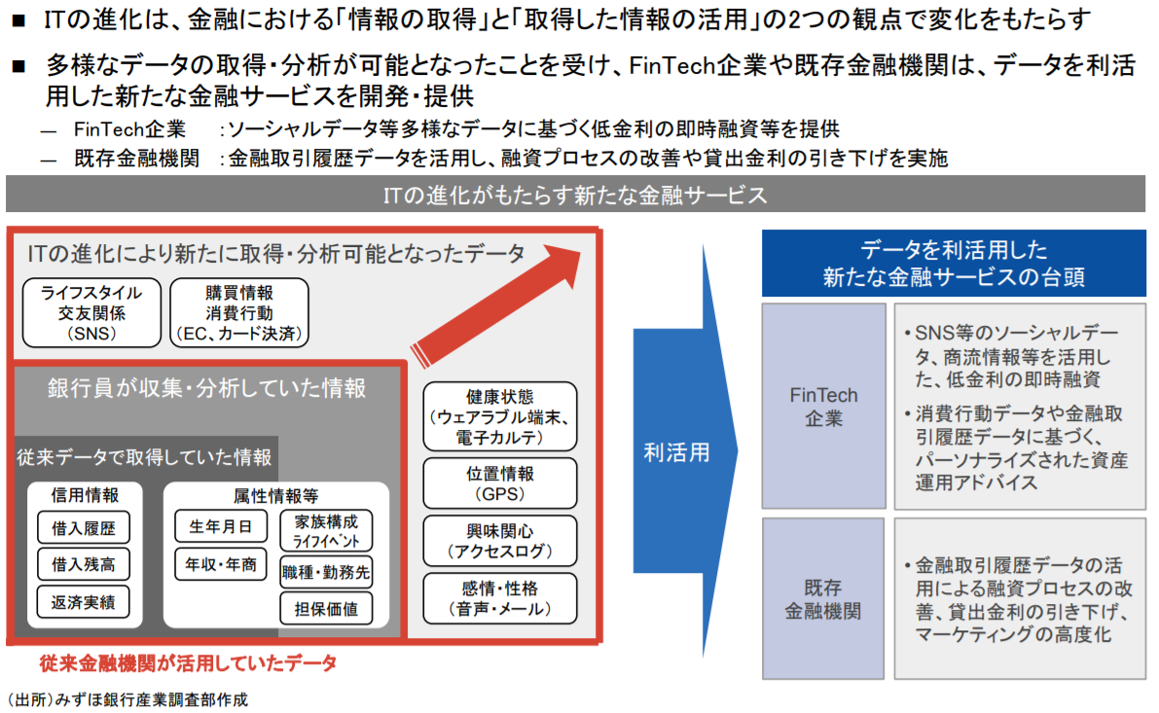 ■ ITの進化は、金融における「情報の取得」と「取得した情報の活用」の2つの観点で変化をもたらす
■ 多様なデータの取得・分析が可能となったことを受け、FinTech企業や既存金融機関は、データを利活
用した新たな金融サービスを開発・提供
― FinTech企業 :ソーシャルデータ等多様なデータに基づく低金利の即時融資等を提供
― 既存金融機関 :金融取引履歴データを活用し、融資プロセスの改善や貸出金利の引き下げを実施
ITの進化がもたらす新たな金融サービス
ITの進化により新たに取得・分析可能となったデータ
ライフスタイル
交友関係
(SNS)
購買情報
消費行動
(EC、カード決済)
銀行員が収集・分析していた情報
従来データで取得していた情報
信用情報
借入履歴
借入残高
返済実績
属性情報等
生年月日
年収・年商
家族構成
ライフイベント
職種・勤務先
担保価値
健康状態
(ウェアラブル端末、
電子カルテ)
位置情報
(GPS)
興味関心
(アクセスログ)
感情・性格
(音声・メール)
従来金融機関が活用していたデータ
利活用
データを利活用した
新たな金融サービスの台頭
FinTech
企業
・SNS等のソーシャルデー
タ、商流情報等を活用し
た、低金利の即時融資
・消費行動データや金融取
引履歴データに基づく、
パーソナライズされた資産
運用アドバイス
既存
金融機関
・金融取引履歴データの活
用による融資プロセスの改
善、貸出金利の引き下げ、
マーケティングの高度化
(出所)みずほ銀行産業調査部作成